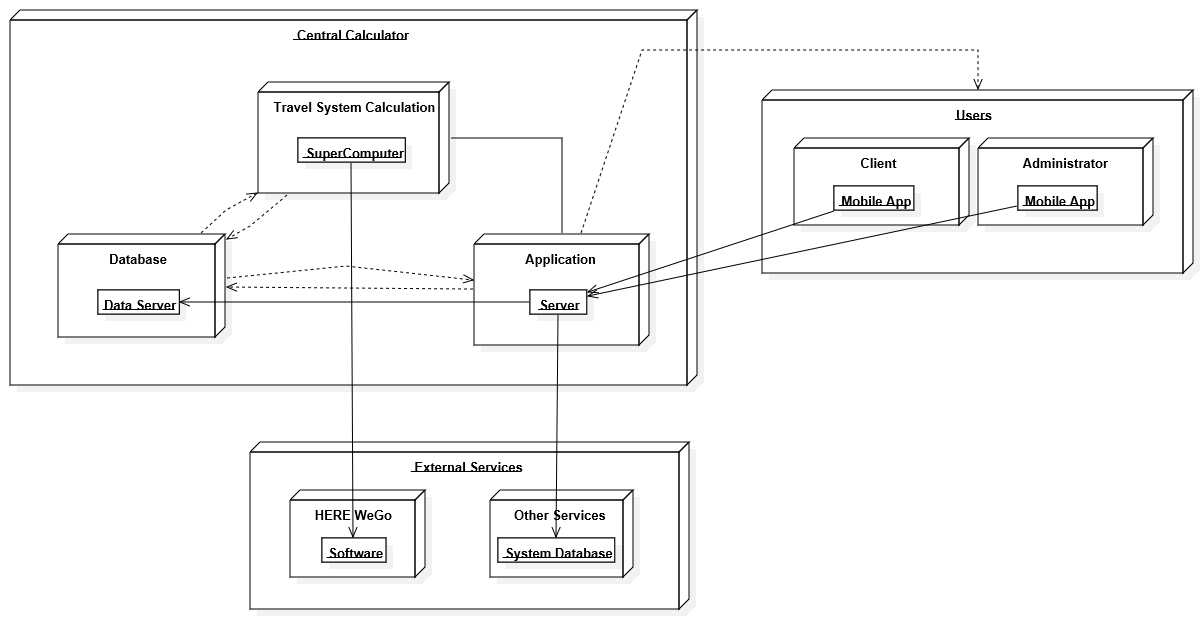 Central Calculator
Travel System Calculation
SuperComputer
Database
Data Server
Application
Server
Users
Client
Mobile App
Administrator
Mobile App
External Services
HERE WeGo
Software
Other Services
System Database